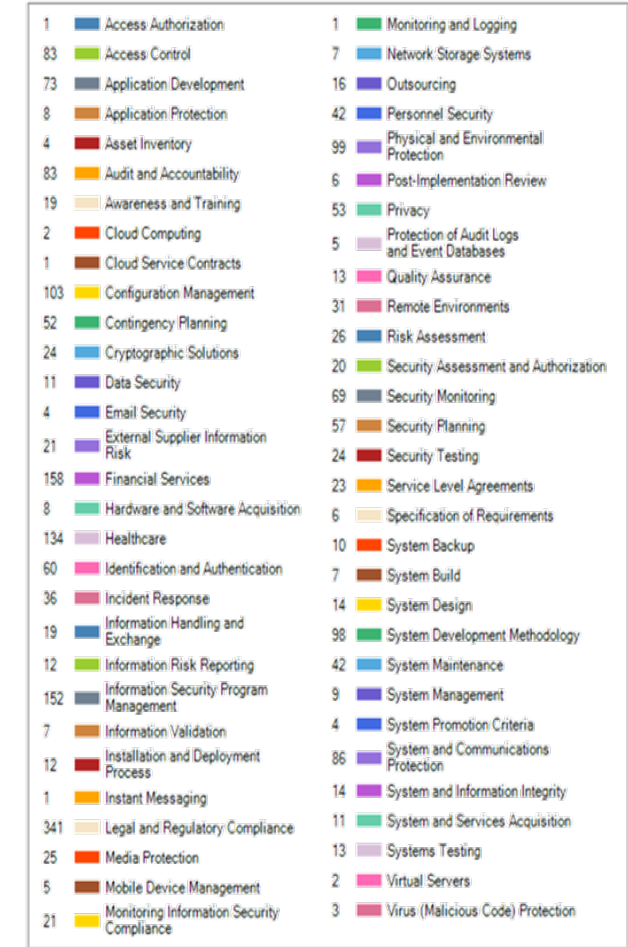 1 Access Authorization
83 Access Control
73 Application Development
8 Application Protection
4 Asset Inventory
83 Audit and Accountability
19 Awareness and Training
2 Cloud Computing
1 Cloud Service Contracts
103 Configuration Management
52 Contingency Planning
24 Cryptographic Solutions
11 Data Security
4 Email Security
21 External Supplier Information
Risk
158 Financial Services
8 Hardware and Software Acquisition
134 Healthcare
60 Identification and Authentication
36 Incident Response
19 Information Handling and
Exchange
12 Information Risk Reporting
152 Information Security Program
Management
7 Information Validation
12 Installation and Deployment
Process
1 Instant Messaging
341 Legal and Regulatory Compliance
25 Media Protection
5 Mobile Device Management
21 Monitoring Information Security
Compliance
1 Monitoring and Logging
7 Network Storage Systems
16 Outsourcing
42 Personnel Security
99 Physical and Environmental
Protection
6 Post-Implementation Review
53 Privacy
5 Protection of Audit Logs
and Event Databases
13 Quality Assurance
31 Remote Environments
26 Risk Assessment
20 Security Assessment and Authorization
69 Security Monitoring
57 Security Planning
24 Security Testing
23 Service Level Agreements
6 Specification of Requirements
10 System Backup
7 System Build
14 System Design
98 System Development Methodology
42 System Maintenance
9 System Management
4 System Promotion Criteria
86 System and Communications
Protection
14 System and Information Integrity
11 System and Services Acquisition
13 Systems Testing
2 Virtual Servers
3 Virus (Malicious Code) Protection